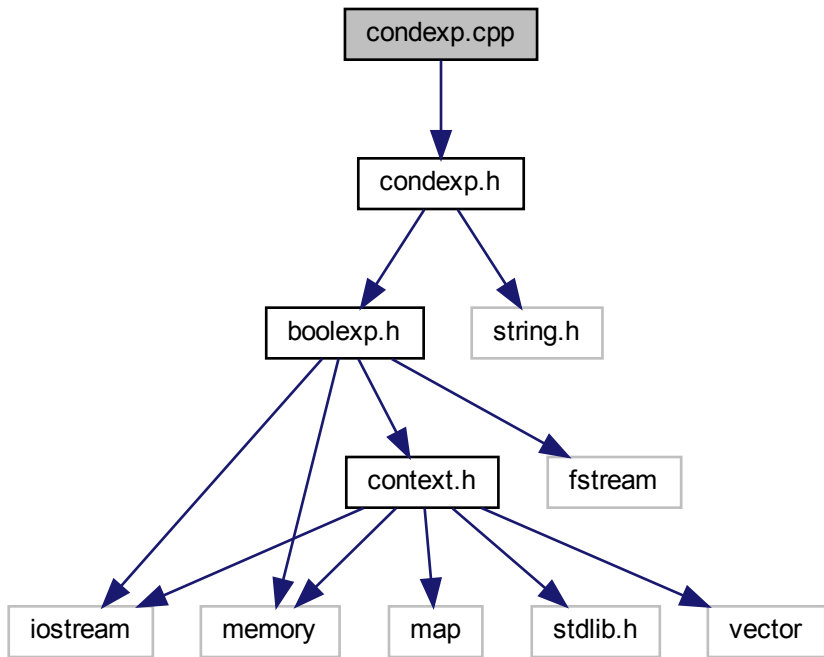 condexp.cpp
condexp.h
boolexp.h
string.h
context.h
fstream
iostream
memory
map
stdlib.h
vector